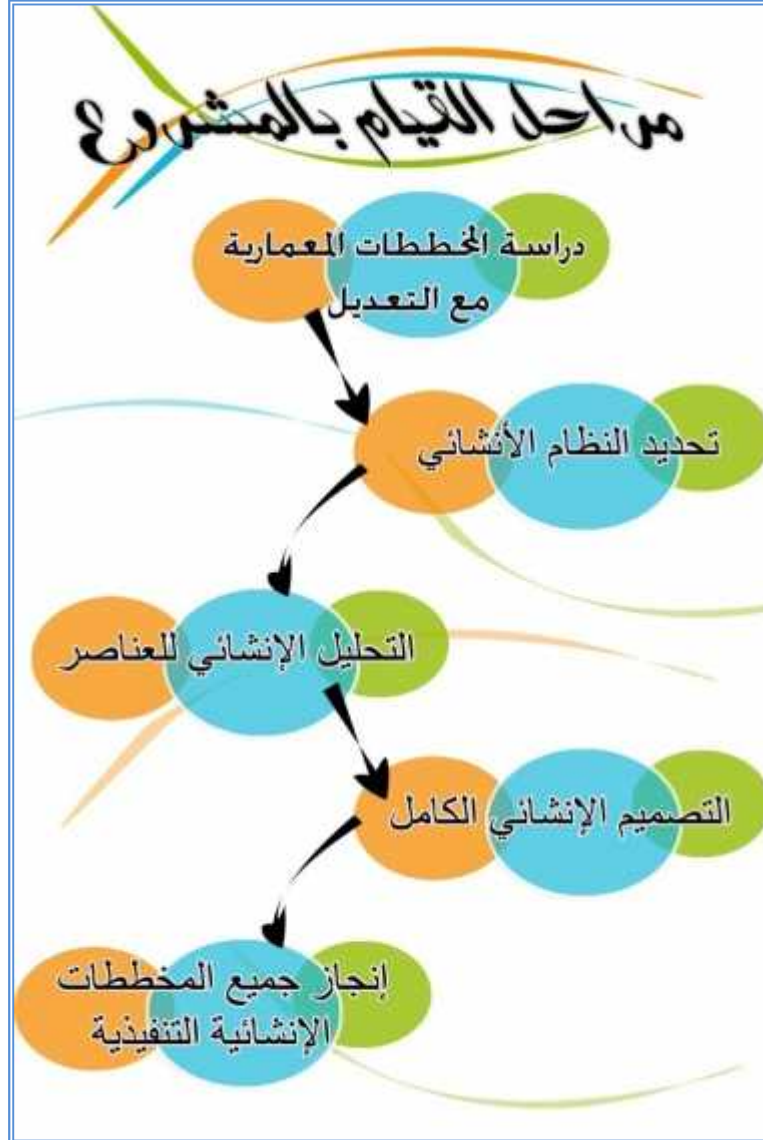 مراحل القيام بالمشروع
دراسة المخططات المعمارية
مع التعديل
تحديد النظام الأنشائي
التحليل الإنشائي للعناصر
التصميم الإنشائي الكامل
إنجاز جميع المخططات
الإنشائية التنفيذية